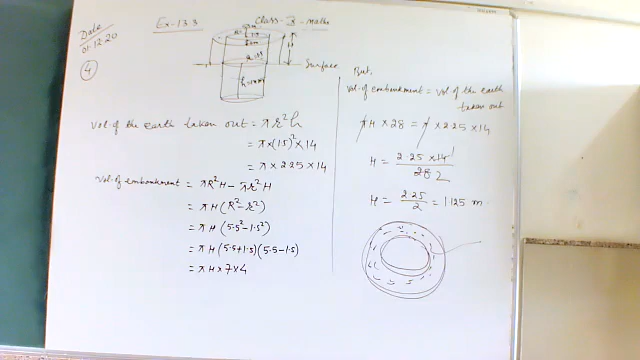 Date
01.12.20
Ex-13.3
Class-X-maths
④
Surface
Vol. of the earth taken out = πr²h
= π×(1.5)²×14
= π×2.25×14
Vol. of embankment = πR²H - πr²H
= πH(R²-r²)
= πH(5.5²-1.5²)
= πH(5.5+1.5)(5.5-1.5)
= πH×7×4
But,
Vol. of embankment = Vol of the earth
taken out
πH×28 = π×2.25×14
H = 2.25×14 / 28 2
H = 2.25 / 2 = 1.125 m